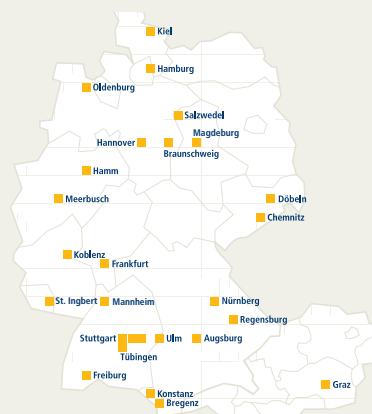 Kiel
Hamburg
Oldenburg
Salzwedel
Magdeburg
Hannover
Braunschweig
Hamm
Meerbusch
Döbeln
Chemnitz
Koblenz
Frankfurt
St. Ingbert
Mannheim
Nürnberg
Regensburg
Stuttgart
Ulm
Augsburg
Tübingen
Freiburg
Graz
Konstanz
Bregenz